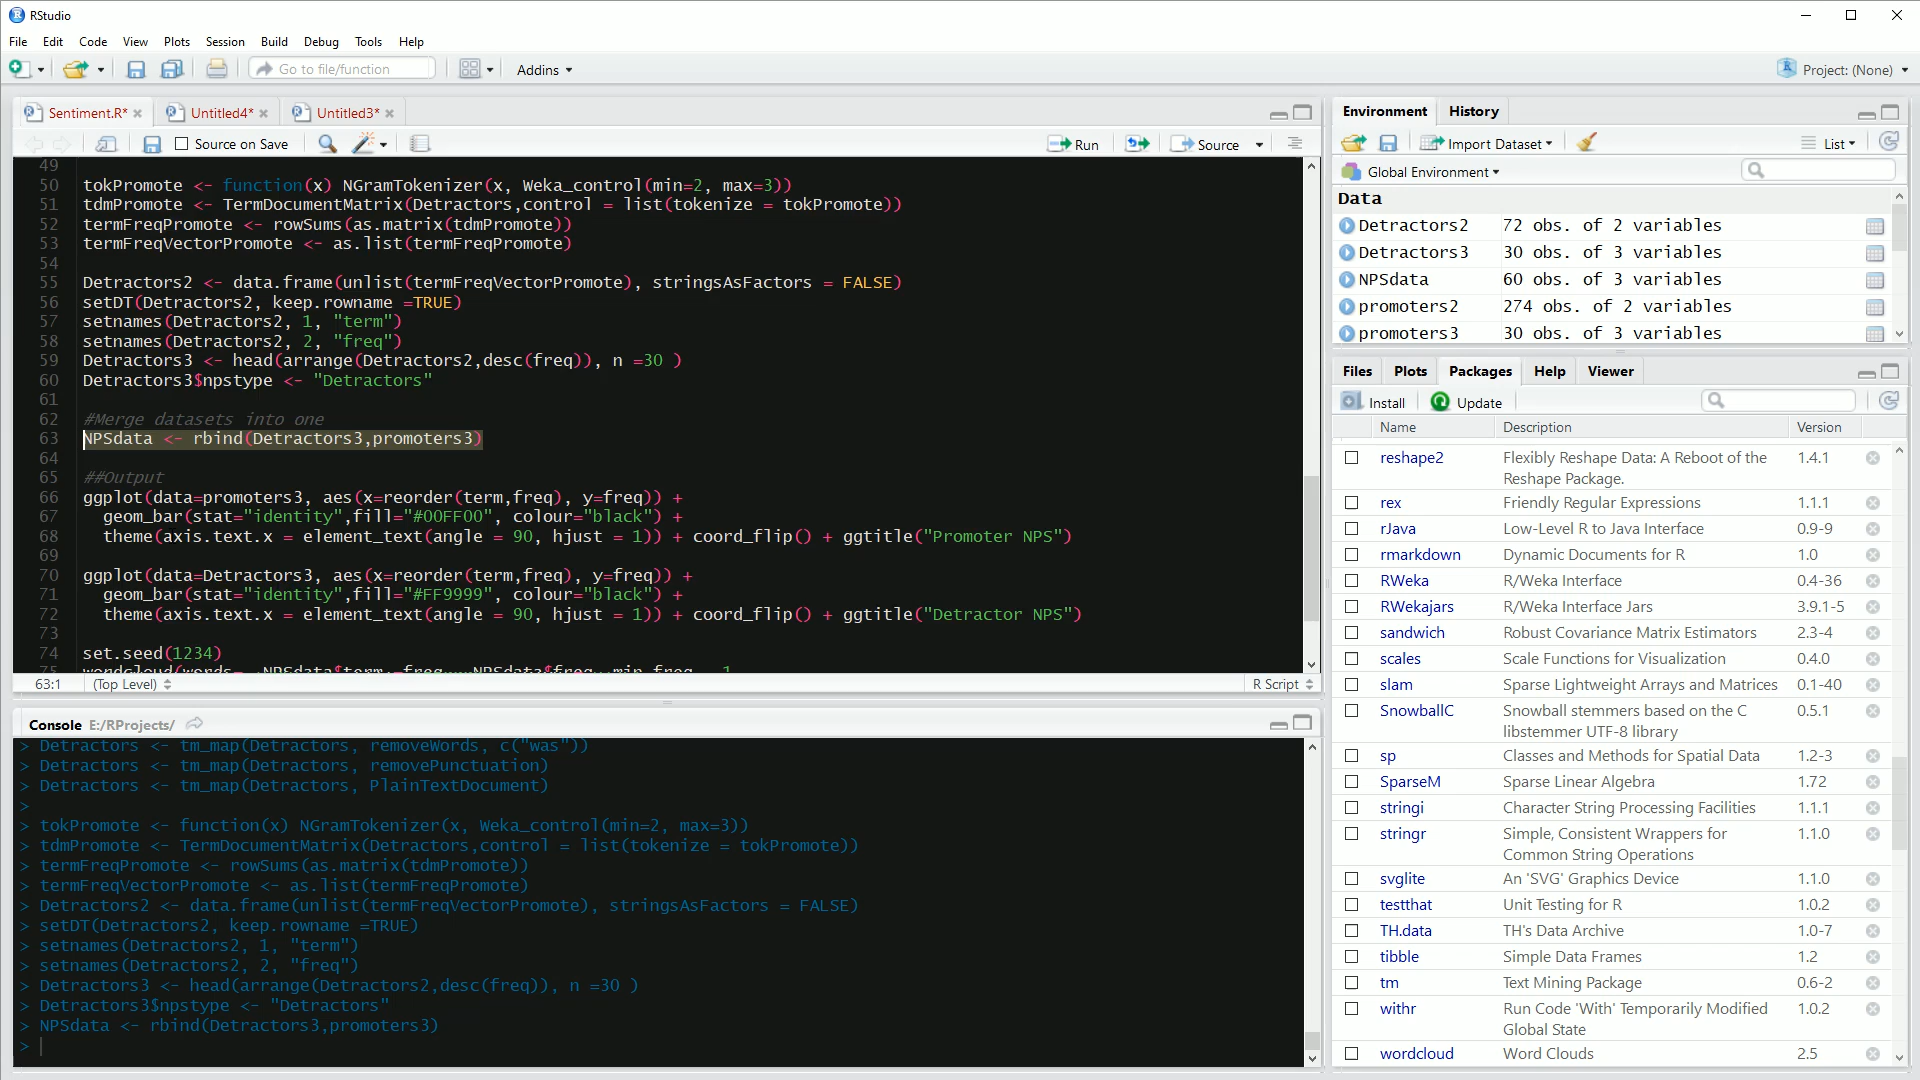 RStudio
File Edit Code View Plots Session Build Debug Tools Help
Go to file/function
Addins
Project: (None)
Sentiment.R* Untitled4* Untitled3*
Source on Save
Run
Source
49
50 tokPromote <- function(x) NGramTokenizer(x, Weka_control(min=2, max=3))
51 tdmPromote <- TermDocumentMatrix(Detractors,control = list(tokenize = tokPromote))
52 termFreqPromote <- rowSums(as.matrix(tdmPromote))
53 termFreqVectorPromote <- as.list(termFreqPromote)
54
55 Detractors2 <- data.frame(unlist(termFreqVectorPromote), stringsAsFactors = FALSE)
56 setDT(Detractors2, keep.rowname =TRUE)
57 setnames(Detractors2, 1, "term")
58 setnames(Detractors2, 2, "freq")
59 Detractors3 <- head(arrange(Detractors2,desc(freq)), n =30 )
60 Detractors3$npstype <- "Detractors"
61
62 #Merge datasets into one
63 NPSdata <- rbind(Detractors3,promoters3)
64
65 ##Output
66 ggplot(data=promoters3, aes(x=reorder(term,freq), y=freq)) +
67 geom_bar(stat="identity",fill="#00FF00", colour="black") +
68 theme(axis.text.x = element_text(angle = 90, hjust = 1)) + coord_flip() + ggtitle("Promoter NPS")
69
70 ggplot(data=Detractors3, aes(x=reorder(term,freq), y=freq)) +
71 geom_bar(stat="identity",fill="#FF9999", colour="black") +
72 theme(axis.text.x = element_text(angle = 90, hjust = 1)) + coord_flip() + ggtitle("Detractor NPS")
73
74 set.seed(1234)
63:1 (Top Level) R Script
Console E:/RProjects/
> Detractors <- tm_map(Detractors, removeWords, c("was"))
> Detractors <- tm_map(Detractors, removePunctuation)
> Detractors <- tm_map(Detractors, PlainTextDocument)
>
> tokPromote <- function(x) NGramTokenizer(x, Weka_control(min=2, max=3))
> tdmPromote <- TermDocumentMatrix(Detractors,control = list(tokenize = tokPromote))
> termFreqPromote <- rowSums(as.matrix(tdmPromote))
> termFreqVectorPromote <- as.list(termFreqPromote)
> Detractors2 <- data.frame(unlist(termFreqVectorPromote), stringsAsFactors = FALSE)
> setDT(Detractors2, keep.rowname =TRUE)
> setnames(Detractors2, 1, "term")
> setnames(Detractors2, 2, "freq")
> Detractors3 <- head(arrange(Detractors2,desc(freq)), n =30 )
> Detractors3$npstype <- "Detractors"
> NPSdata <- rbind(Detractors3,promoters3)
>
Environment History
Import Dataset
List
Global Environment
Data
Detractors2 72 obs. of 2 variables
Detractors3 30 obs. of 3 variables
NPSdata 60 obs. of 3 variables
promoters2 274 obs. of 2 variables
promoters3 30 obs. of 3 variables
Files Plots Packages Help Viewer
Install Update
Name Description Version
reshape2 Flexibly Reshape Data: A Reboot of the 1.4.1
Reshape Package.
rex Friendly Regular Expressions 1.1.1
rJava Low-Level R to Java Interface 0.9-9
rmarkdown Dynamic Documents for R 1.0
RWeka R/Weka Interface 0.4-36
RWekajars R/Weka Interface Jars 3.9.1-5
sandwich Robust Covariance Matrix Estimators 2.3-4
scales Scale Functions for Visualization 0.4.0
slam Sparse Lightweight Arrays and Matrices 0.1-40
SnowballC Snowball stemmers based on the C 0.5.1
libstemmer UTF-8 library
sp Classes and Methods for Spatial Data 1.2-3
SparseM Sparse Linear Algebra 1.72
stringi Character String Processing Facilities 1.1.1
stringr Simple, Consistent Wrappers for 1.1.0
Common String Operations
svglite An 'SVG' Graphics Device 1.1.0
testthat Unit Testing for R 1.0.2
TH.data TH's Data Archive 1.0-7
tibble Simple Data Frames 1.2
tm Text Mining Package 0.6-2
withr Run Code 'With' Temporarily Modified 1.0.2
Global State
wordcloud Word Clouds 2.5